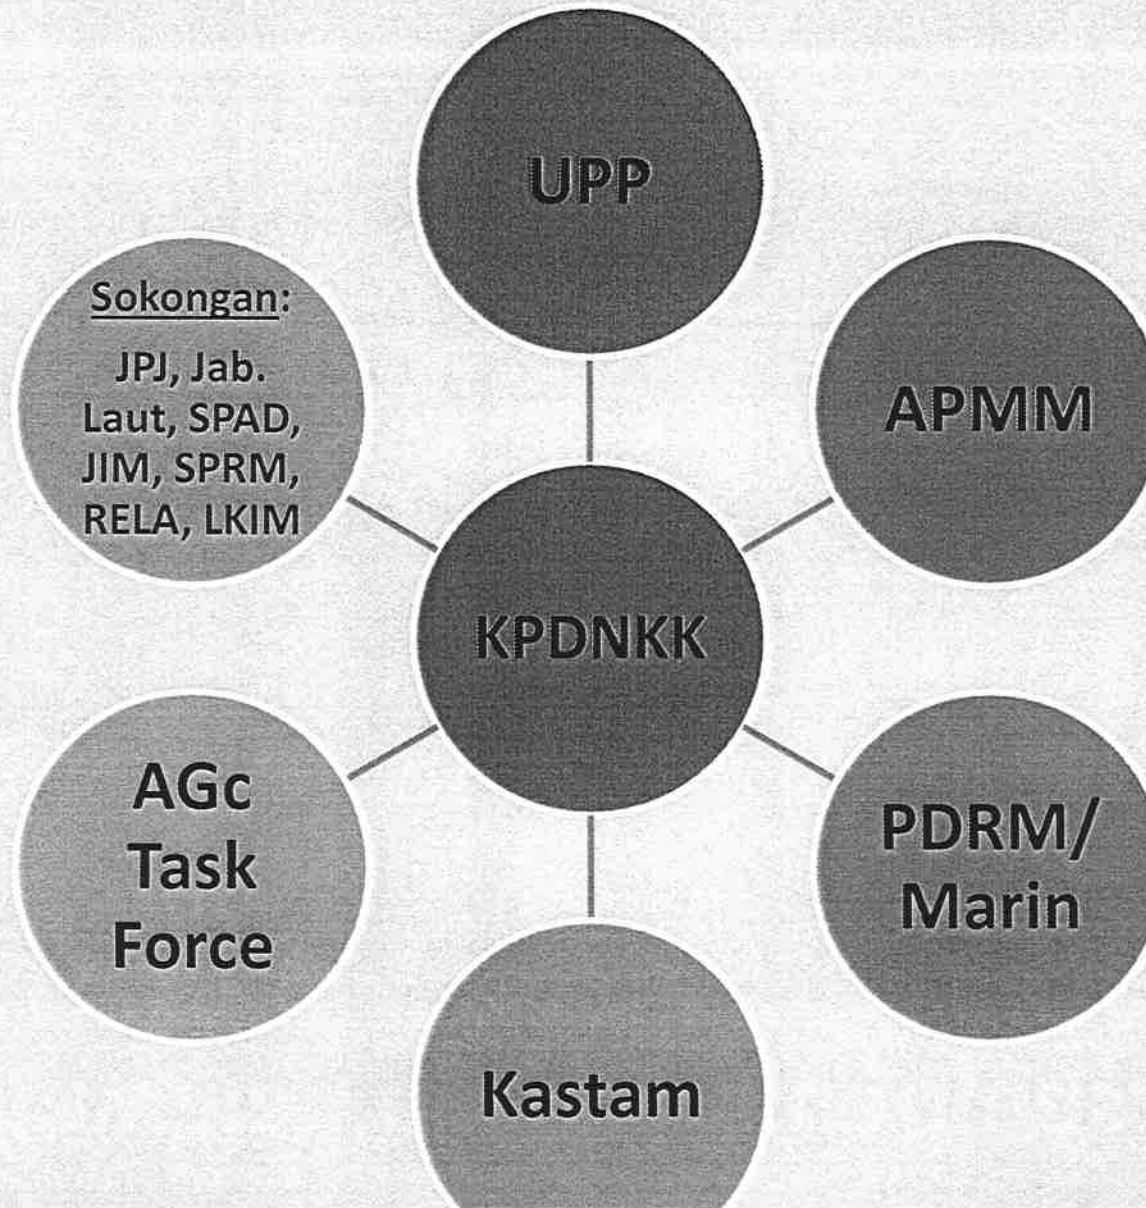 UPP
Sokongan:
JPJ, Jab.
Laut, SPAD,
JIM, SPRM,
RELA, LKIM
APMM
KPDNKK
AGc
Task
Force
PDRM/
Marin
Kastam